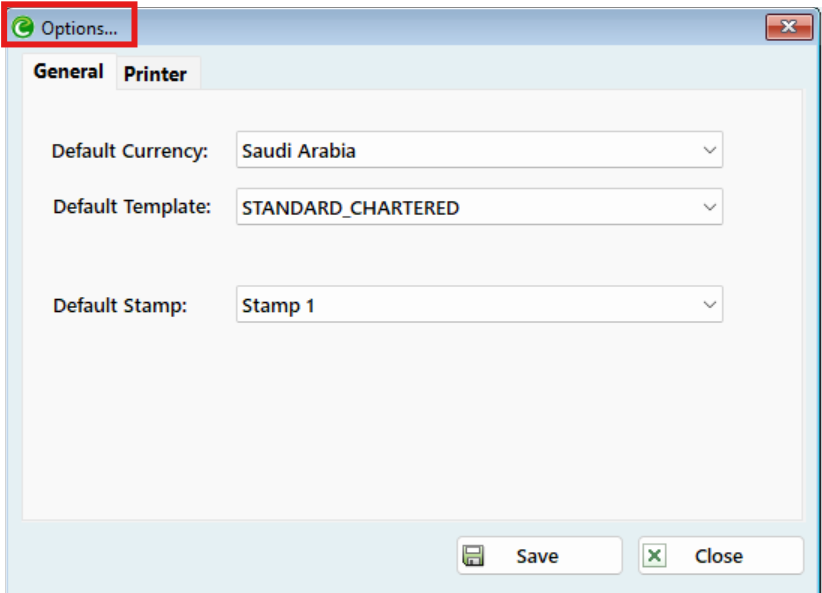 Options...
General Printer
Default Currency: Saudi Arabia
Default Template: STANDARD_CHARTERED
Default Stamp: Stamp 1
Save Close